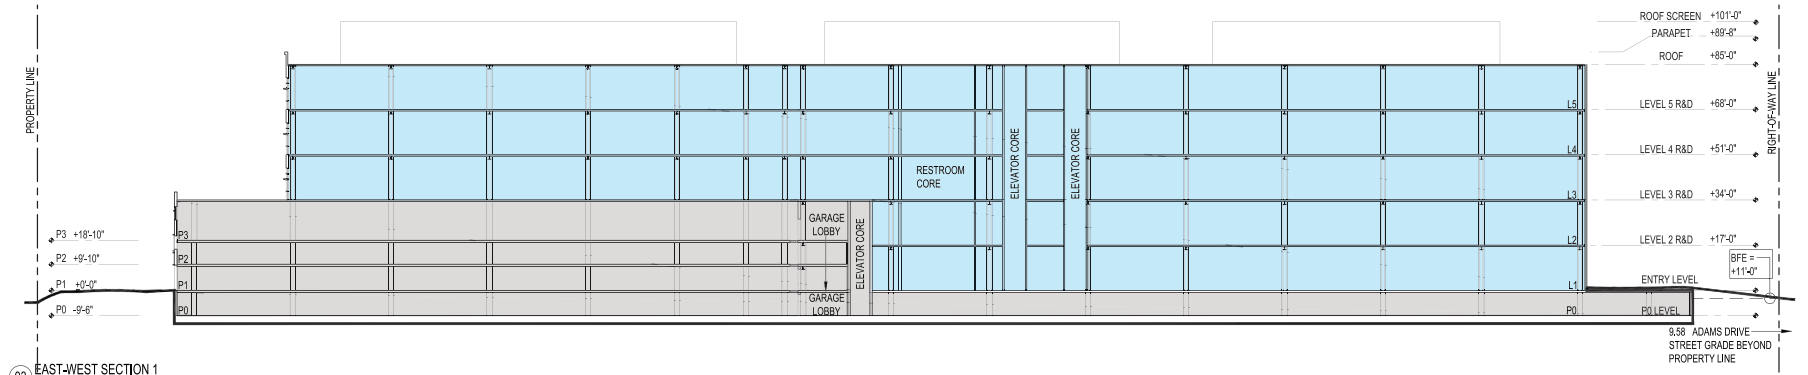 ROOF SCREEN +101'-0"
PARAPET +89'-8"
ROOF +85'-0"
PROPERTY LINE
RIGHT-OF-WAY LINE
L5 LEVEL 5 R&D +68'-0"
L4 LEVEL 4 R&D +51'-0"
ELEVATOR CORE
ELEVATOR CORE
RESTROOM
CORE
L3 LEVEL 3 R&D +34'-0"
GARAGE
LOBBY
ELEVATOR CORE
P3 +18'-10"
P3
L2 LEVEL 2 R&D +17'-0"
P2 +9'-10"
P2
BFE =
+11'-0"
P1 +0'-0"
P1
L1 ENTRY LEVEL
GARAGE
LOBBY
P0 -9'-6"
P0
P0 P0 LEVEL
9.58 ADAMS DRIVE
STREET GRADE BEYOND
PROPERTY LINE
EAST-WEST SECTION 1